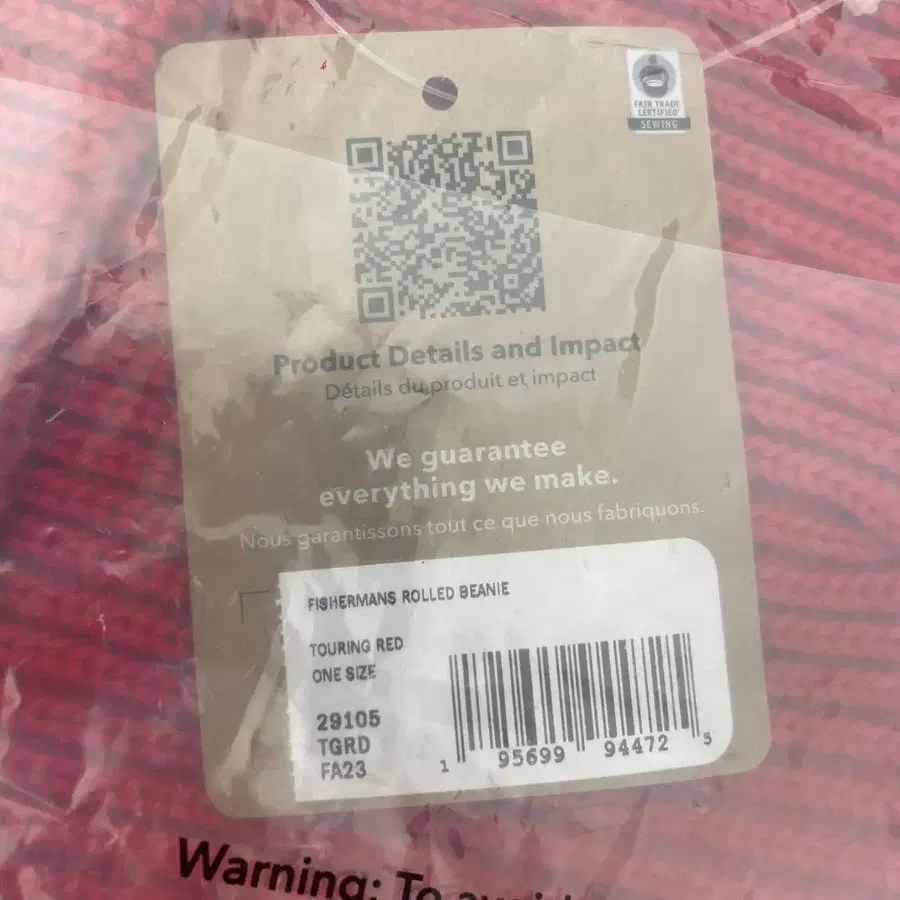 FAIR TRADE
CERTIFIED
SEWING
Product Details and Impact
Détails du produit et impact
We guarantee
everything we make.
Nous garantissons tout ce que nous fabriquons.
FISHERMANS ROLLED BEANIE
TOURING RED
ONE SIZE
29105
TGRD
FA23
1 95699 94472 5
Warning: To avoid